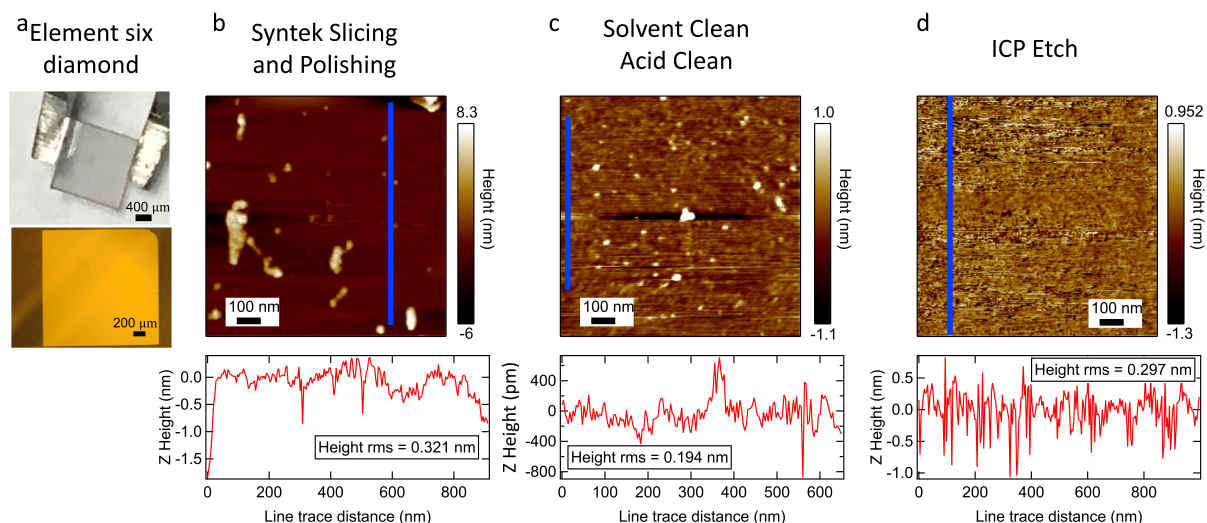 a
Element six
diamond
400 μm
200 μm
b
Syntek Slicing
and Polishing
8.3
Height (nm)
-6
100 nm
Z Height (nm)
0.0
-0.5
-1.0
-1.5
Height rms = 0.321 nm
0
200
400
600
800
Line trace distance (nm)
c
Solvent Clean
Acid Clean
1.0
Height (nm)
-1.1
100 nm
Z Height (pm)
400
0
-400
-800
Height rms = 0.194 nm
0
100
200
300
400
500
600
Line trace distance (nm)
d
ICP Etch
0.952
Height (nm)
-1.3
100 nm
Z Height (nm)
0.5
0.0
-0.5
-1.0
Height rms = 0.297 nm
0
200
400
600
800
Line trace distance (nm)